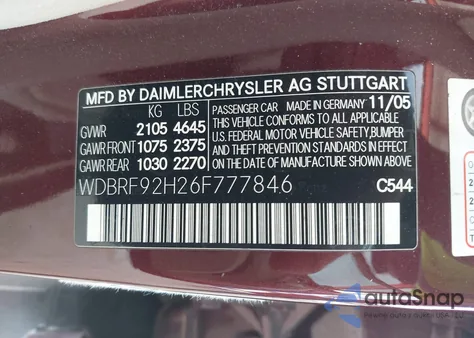 MFD BY DAIMLERCHRYSLER AG STUTTGART
KG LBS
GVWR 2105 4645
GAWR FRONT 1075 2375
GAWR REAR 1030 2270
PASSENGER CAR MADE IN GERMANY 11/05
THIS VEHICLE CONFORMS TO ALL APPLICABLE
U.S. FEDERAL MOTOR VEHICLE SAFETY, BUMPER
AND THEFT PREVENTION STANDARDS IN EFFECT
ON THE DATE OF MANUFACTURE SHOWN ABOVE
WDBRF92H26F777846
C544
autoSnap